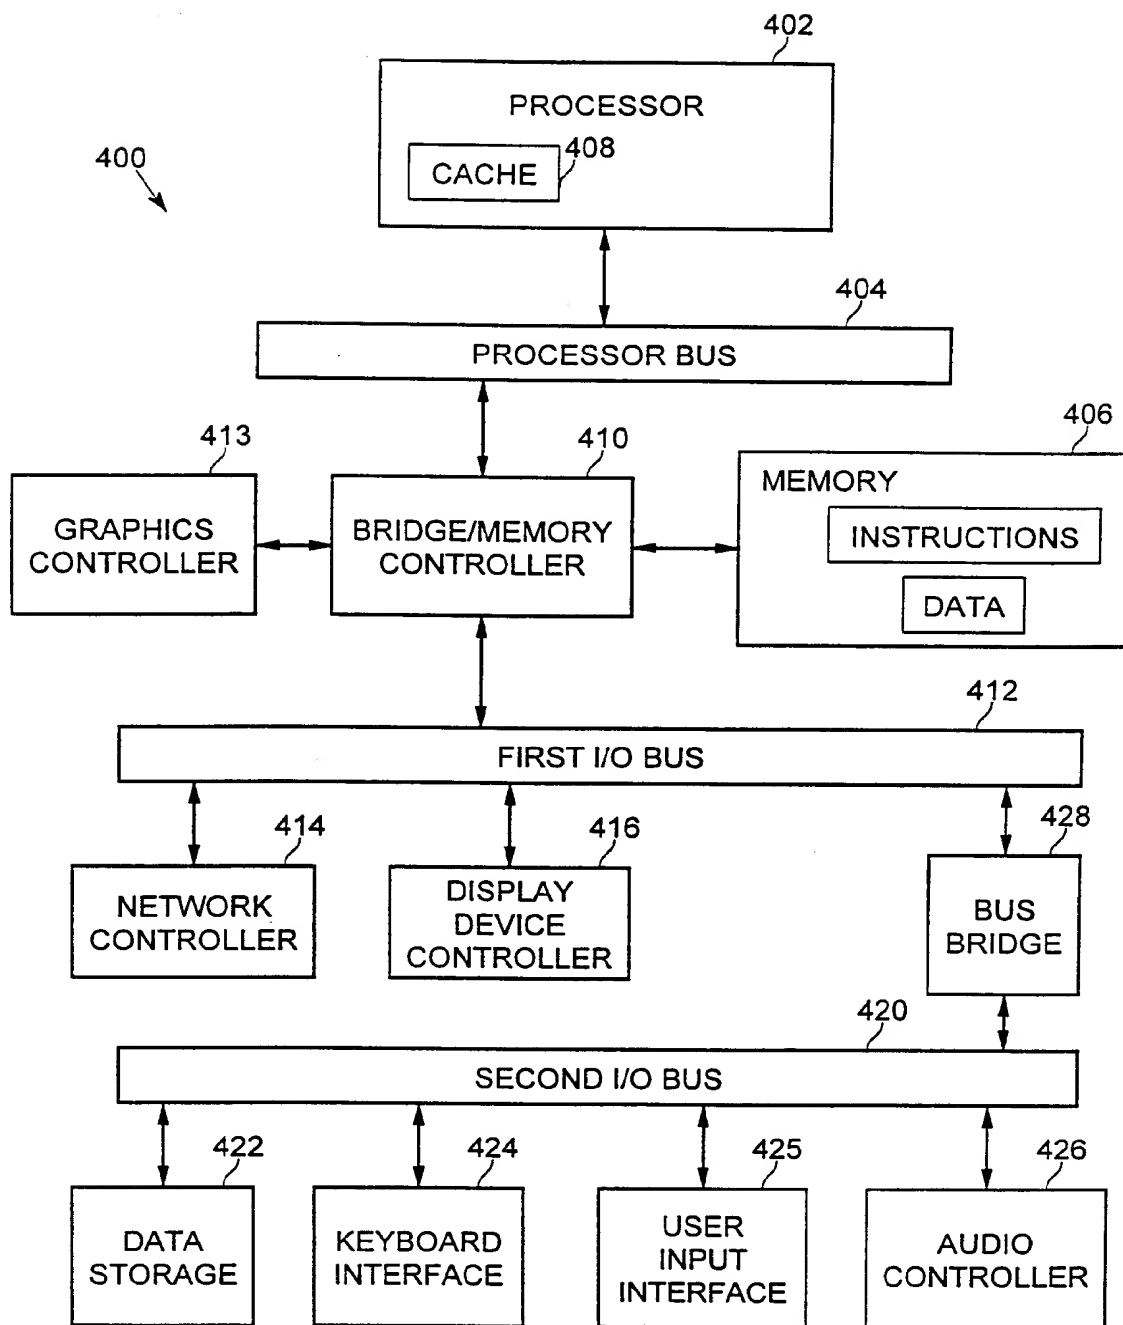 402
PROCESSOR
408
CACHE
400
404
PROCESSOR BUS
413
410
406
GRAPHICS
CONTROLLER
BRIDGE/MEMORY
CONTROLLER
MEMORY
INSTRUCTIONS
DATA
412
FIRST I/O BUS
414
416
428
NETWORK
CONTROLLER
DISPLAY
DEVICE
CONTROLLER
BUS
BRIDGE
420
SECOND I/O BUS
422
424
425
426
DATA
STORAGE
KEYBOARD
INTERFACE
USER
INPUT
INTERFACE
AUDIO
CONTROLLER